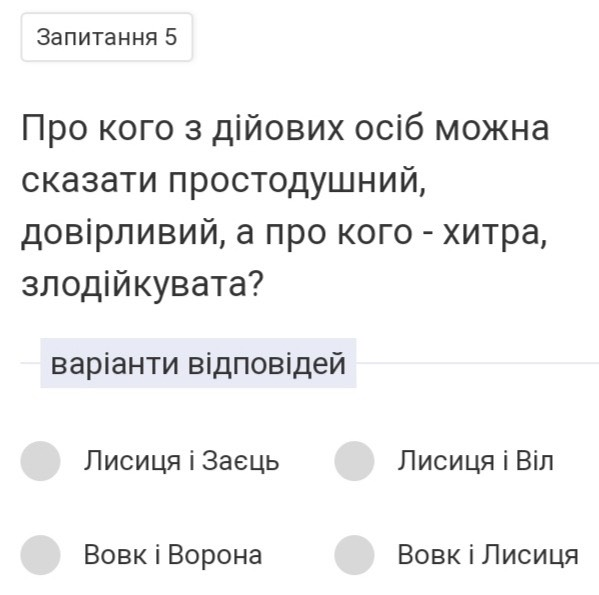 Запитання 5
Про кого з дійових осіб можна
сказати простодушний,
довірливий, а про кого - хитра,
злодійкувата?
варіанти відповідей
Лисиця і Заєць
Лисиця і Віл
Вовк і Ворона
Вовк і Лисиця